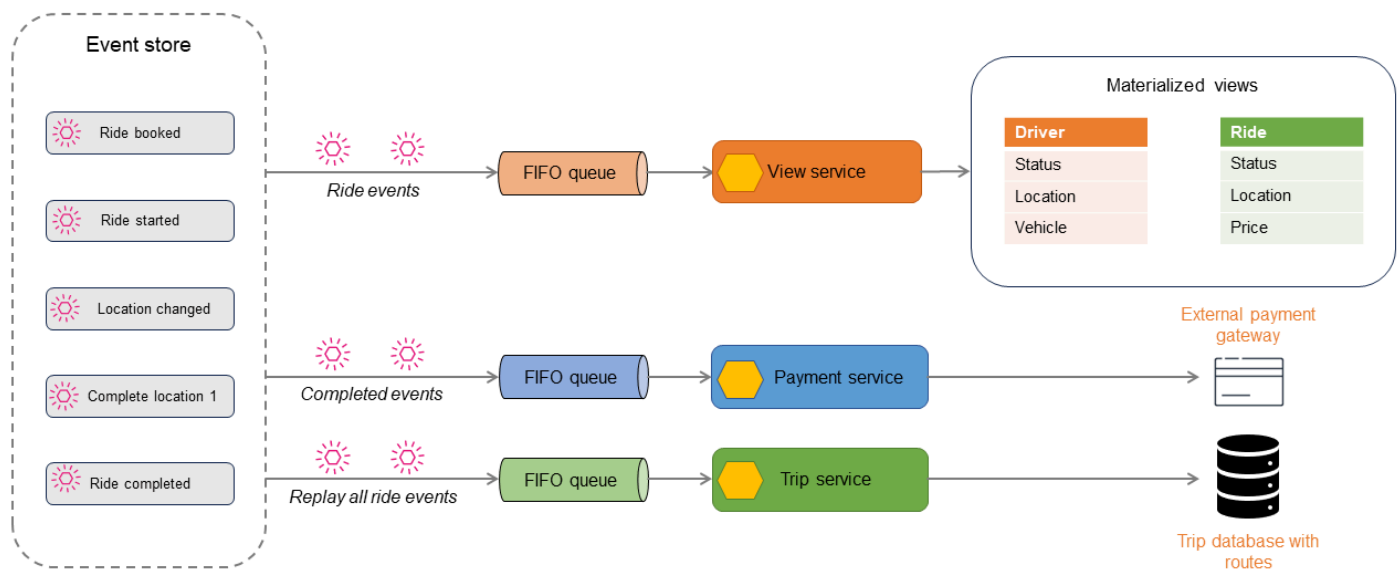 Event store
Ride booked
Ride started
Location changed
Complete location 1
Ride completed
Ride events
FIFO queue
View service
Materialized views
Driver
Status
Location
Vehicle
Ride
Status
Location
Price
Completed events
FIFO queue
Payment service
External payment
gateway
Replay all ride events
FIFO queue
Trip service
Trip database with
routes